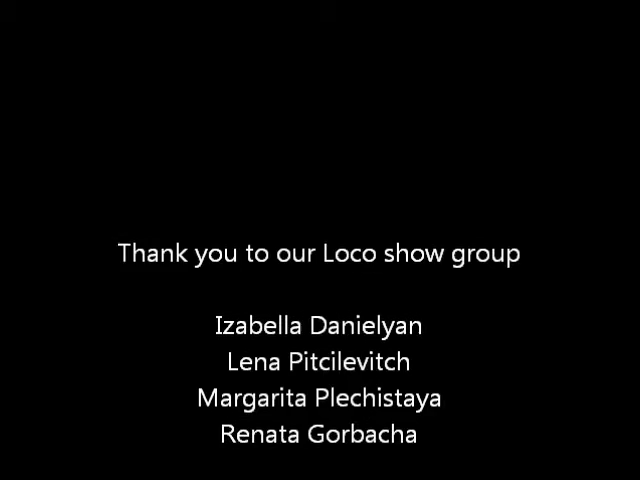 Thank you to our Loco show group
Izabella Danielyan
Lena Pitcilevitch
Margarita Plechistaya
Renata Gorbacha